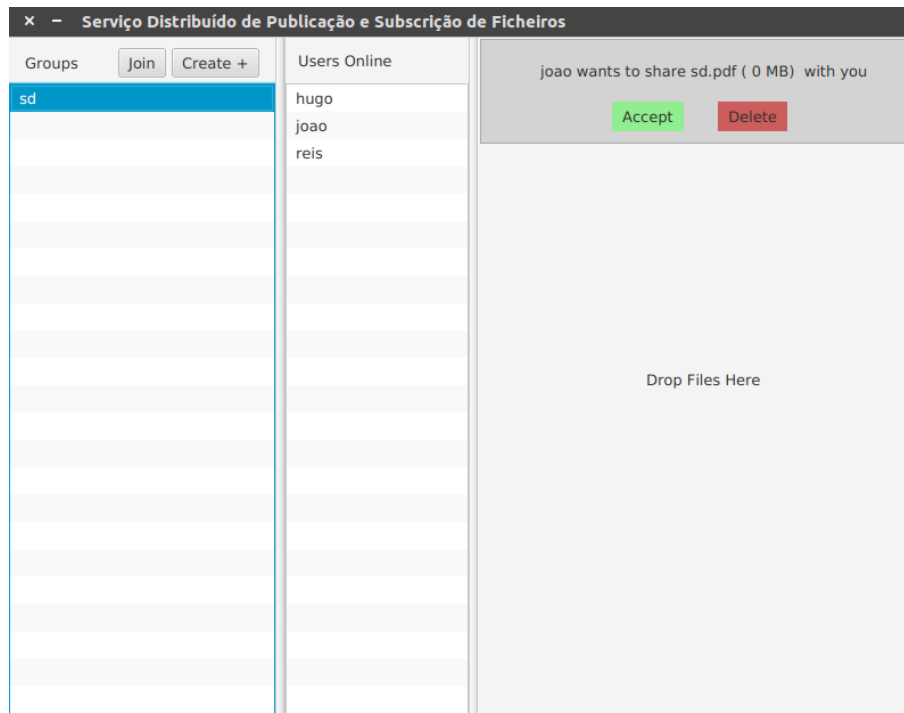 × – Serviço Distribuído de Publicação e Subscrição de Ficheiros
Groups Join Create +
sd
Users Online
hugo
joao
reis
joao wants to share sd.pdf ( 0 MB)  with you
Accept Delete
Drop Files Here